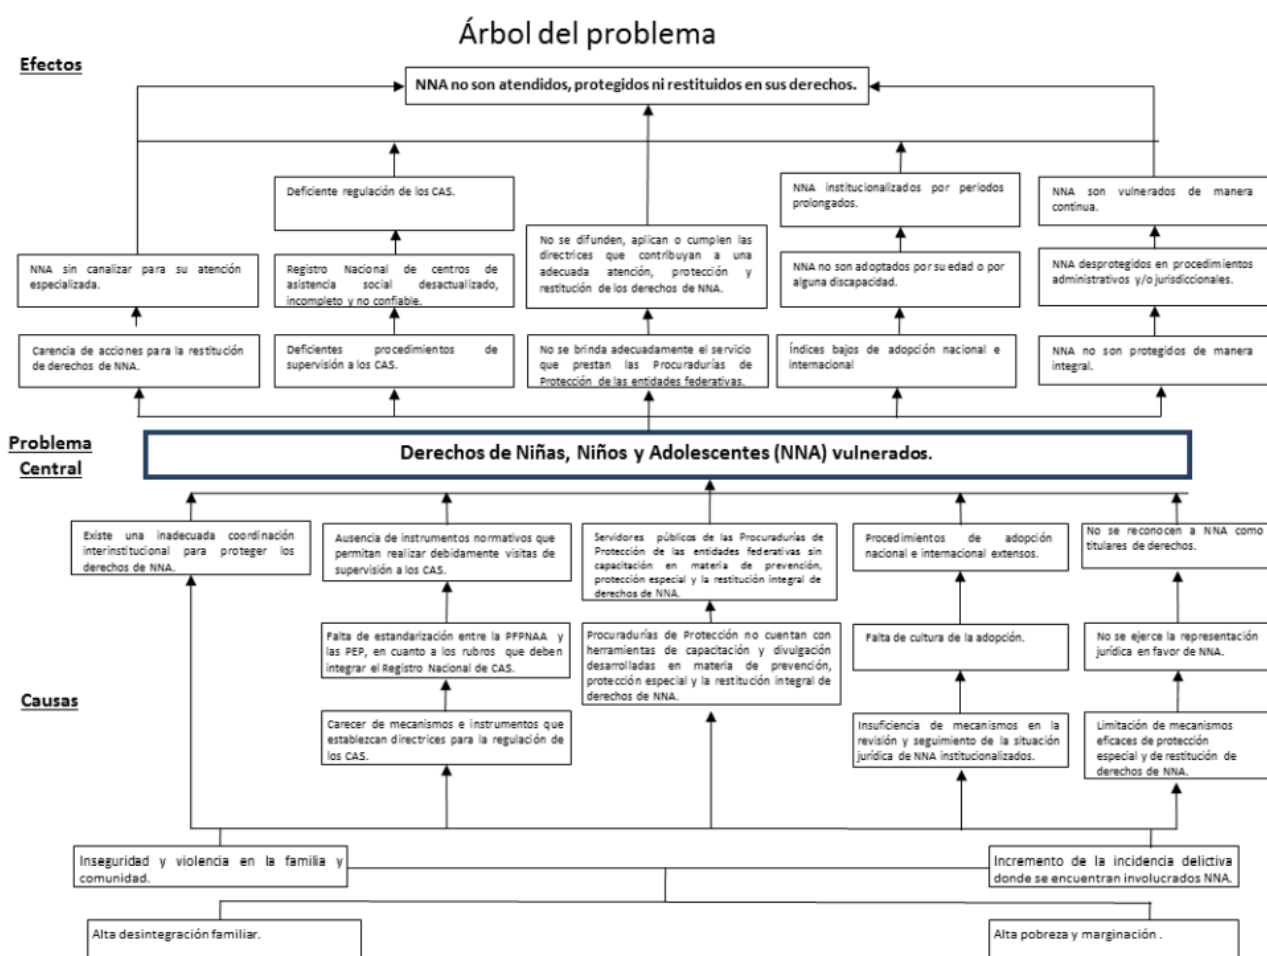 Árbol del problema
Efectos
NNA no son atendidos, protegidos ni restituidos en sus derechos.
Deficiente regulación de los CAS.
NNA institucionalizados por períodos
prolongados.
NNA son vulnerados de manera
continua.
NNA sin canalizar para su atención
especializada.
Registro Nacional de centros de
asistencia social desactualizado,
incompleto y no confiable.
No se difunden, aplican o cumplen las
directrices que contribuyan a una
adecuada atención, protección y
restitución de los derechos de NNA.
NNA no son adoptados por su edad o por
alguna discapacidad.
NNA desprotegidos en procedimientos
administrativos y/o jurisdiccionales.
Carencia de acciones para la restitución
de derechos de NNA.
Deficientes procedimientos de
supervisión a los CAS.
No se brinda adecuadamente el servicio
que prestan las Procuradurías de
Protección de las entidades federativas.
Índices bajos de adopción nacional e
internacional
NNA no son protegidos de manera
integral.
Problema
Central
Derechos de Niñas, Niños y Adolescentes (NNA) vulnerados.
Existe una inadecuada coordinación
interinstitucional para proteger los
derechos de NNA.
Ausencia de instrumentos normativos que
permitan realizar debidamente visitas de
supervisión a los CAS.
Servidores públicos de las Procuradurías de
Protección de las entidades federativas sin
capacitación en materia de prevención,
protección especial y la restitución integral de
derechos de NNA.
Procedimientos de adopción
nacional e internacional extensos.
No se reconocen a NNA como
titulares de derechos.
Falta de estandarización entre la PFPNAA y
las PEP, en cuanto a los rubros que deben
integrar el Registro Nacional de CAS.
Procuradurías de Protección no cuentan con
herramientas de capacitación y divulgación
desarrolladas en materia de prevención,
protección especial y la restitución integral de
derechos de NNA.
Falta de cultura de la adopción.
No se ejerce la representación
jurídica en favor de NNA.
Causas
Carecer de mecanismos e instrumentos que
establezcan directrices para la regulación de
los CAS.
Insuficiencia de mecanismos en la
revisión y seguimiento de la situación
jurídica de NNA institucionalizados.
Limitación de mecanismos
eficaces de protección
especial y de restitución de
derechos de NNA.
Inseguridad y violencia en la familia y
comunidad.
Incremento de la incidencia delictiva
donde se encuentran involucrados NNA.
Alta desintegración familiar.
Alta pobreza y marginación .